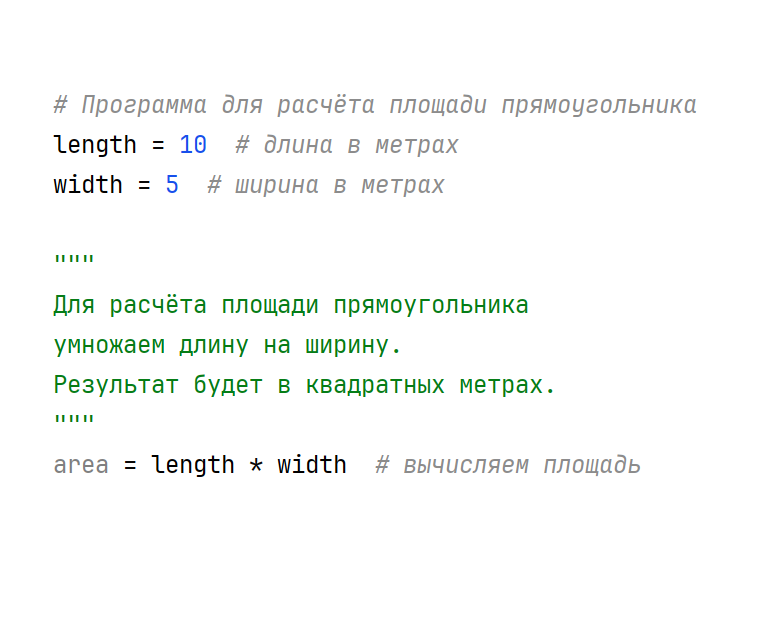 # Программа для расчёта площади прямоугольника
length = 10  # длина в метрах
width = 5  # ширина в метрах
"""
Для расчёта площади прямоугольника
умножаем длину на ширину.
Результат будет в квадратных метрах.
"""
area = length * width  # вычисляем площадь